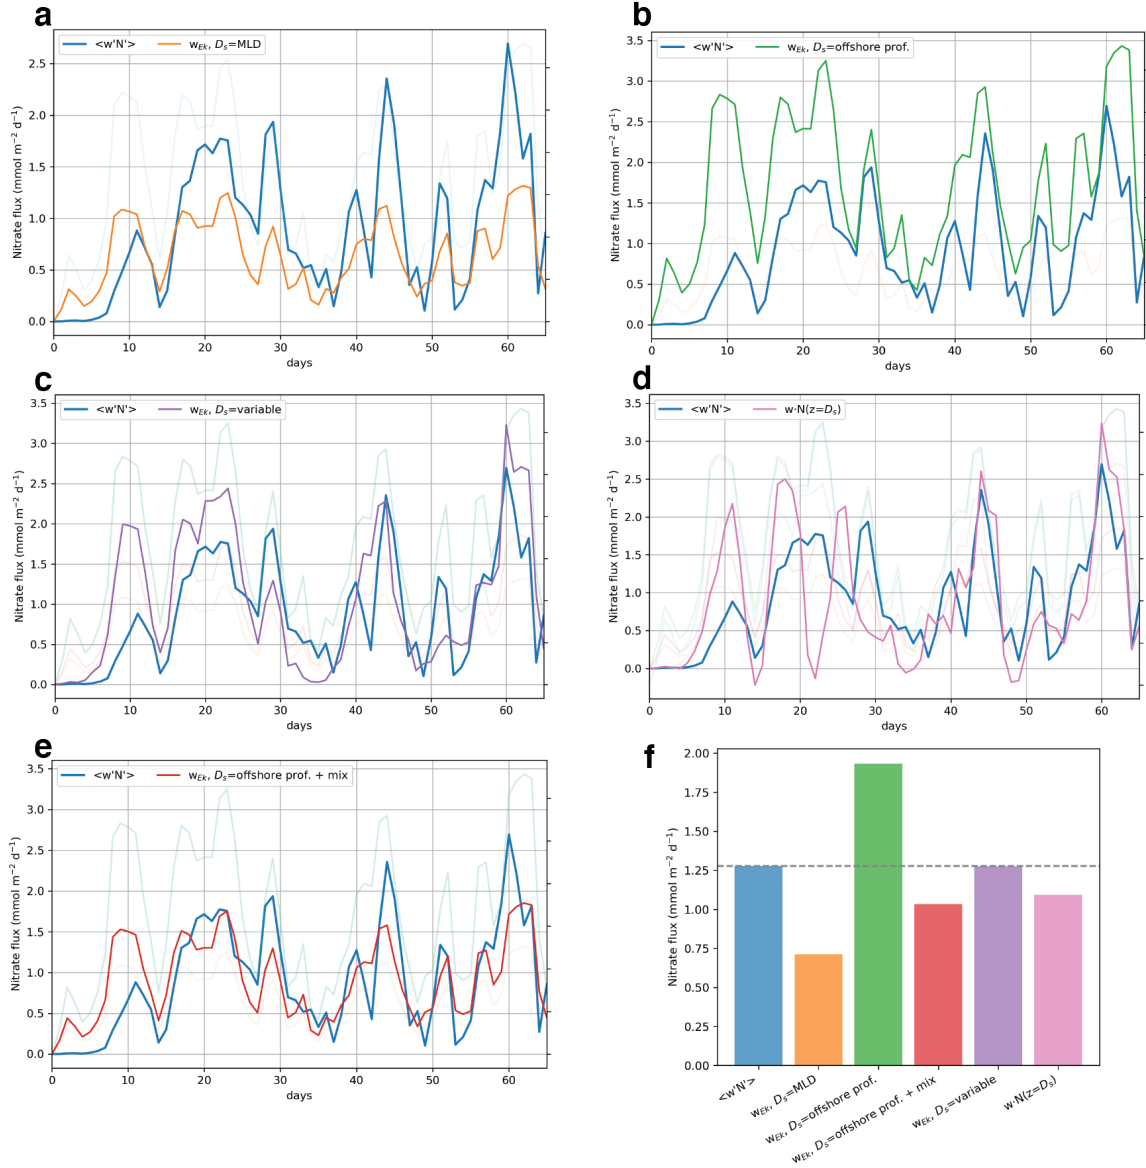 a
<w'N'>
w_Ek, D_s=MLD
Nitrate flux (mmol m⁻² d⁻¹)
2.5
2.0
1.5
1.0
0.5
0.0
0 10 20 30 40 50 60
days
b
<w'N'>
w_Ek, D_s=offshore prof.
Nitrate flux (mmol m⁻² d⁻¹)
3.5
3.0
2.5
2.0
1.5
1.0
0.5
0.0
0 10 20 30 40 50 60
days
c
<w'N'>
w_Ek, D_s=variable
Nitrate flux (mmol m⁻² d⁻¹)
3.5
3.0
2.5
2.0
1.5
1.0
0.5
0.0
0 10 20 30 40 50 60
days
d
<w'N'>
w·N(z=D_s)
Nitrate flux (mmol m⁻² d⁻¹)
3.5
3.0
2.5
2.0
1.5
1.0
0.5
0.0
0 10 20 30 40 50 60
days
e
<w'N'>
w_Ek, D_s=offshore prof. + mix
Nitrate flux (mmol m⁻² d⁻¹)
3.5
3.0
2.5
2.0
1.5
1.0
0.5
0.0
0 10 20 30 40 50 60
days
f
Nitrate flux (mmol m⁻² d⁻¹)
2.00
1.75
1.50
1.25
1.00
0.75
0.50
0.25
0.00
<w'N'>
w_Ek, D_s=MLD
w_Ek, D_s=offshore prof.
w_Ek, D_s=offshore prof. + mix
w_Ek, D_s=variable
w·N(z=D_s)